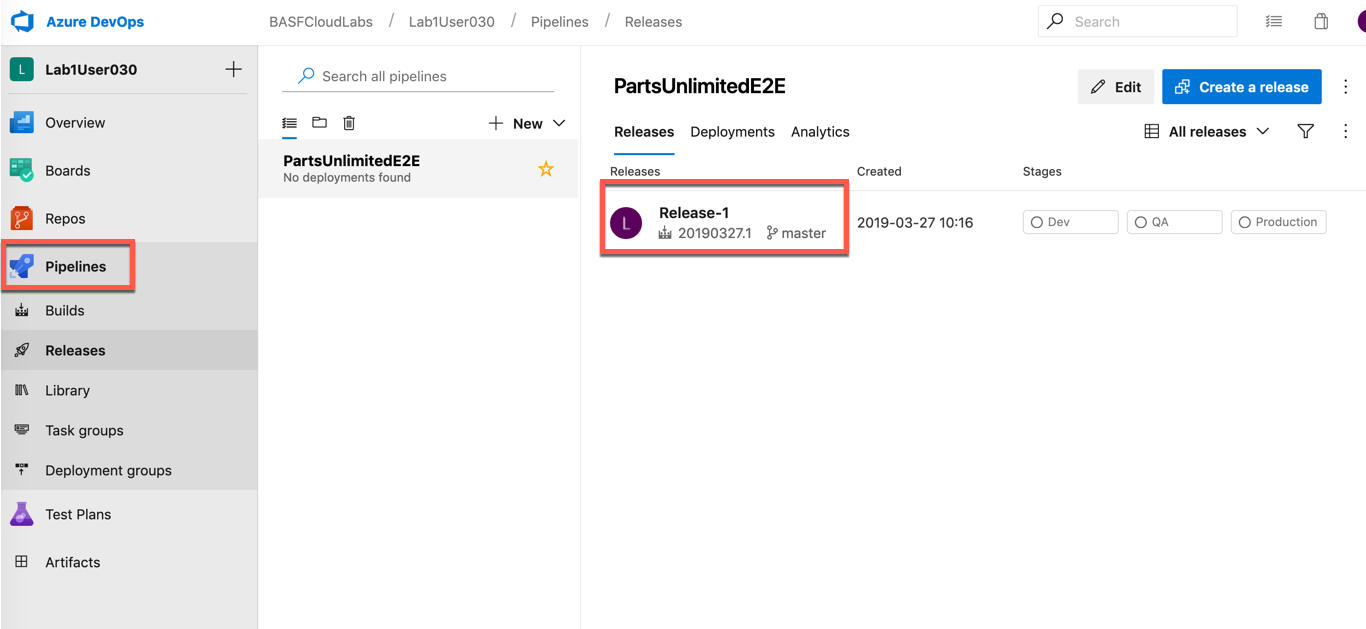 Azure DevOps
BASFCloudLabs / Lab1User030 / Pipelines / Releases
Search
L Lab1User030
Overview
Boards
Repos
Pipelines
Builds
Releases
Library
Task groups
Deployment groups
Test Plans
Artifacts
Search all pipelines
New
PartsUnlimitedE2E
No deployments found
PartsUnlimitedE2E
Edit
Create a release
Releases Deployments Analytics
All releases
Releases Created Stages
L Release-1
20190327.1 master
2019-03-27 10:16
Dev QA Production